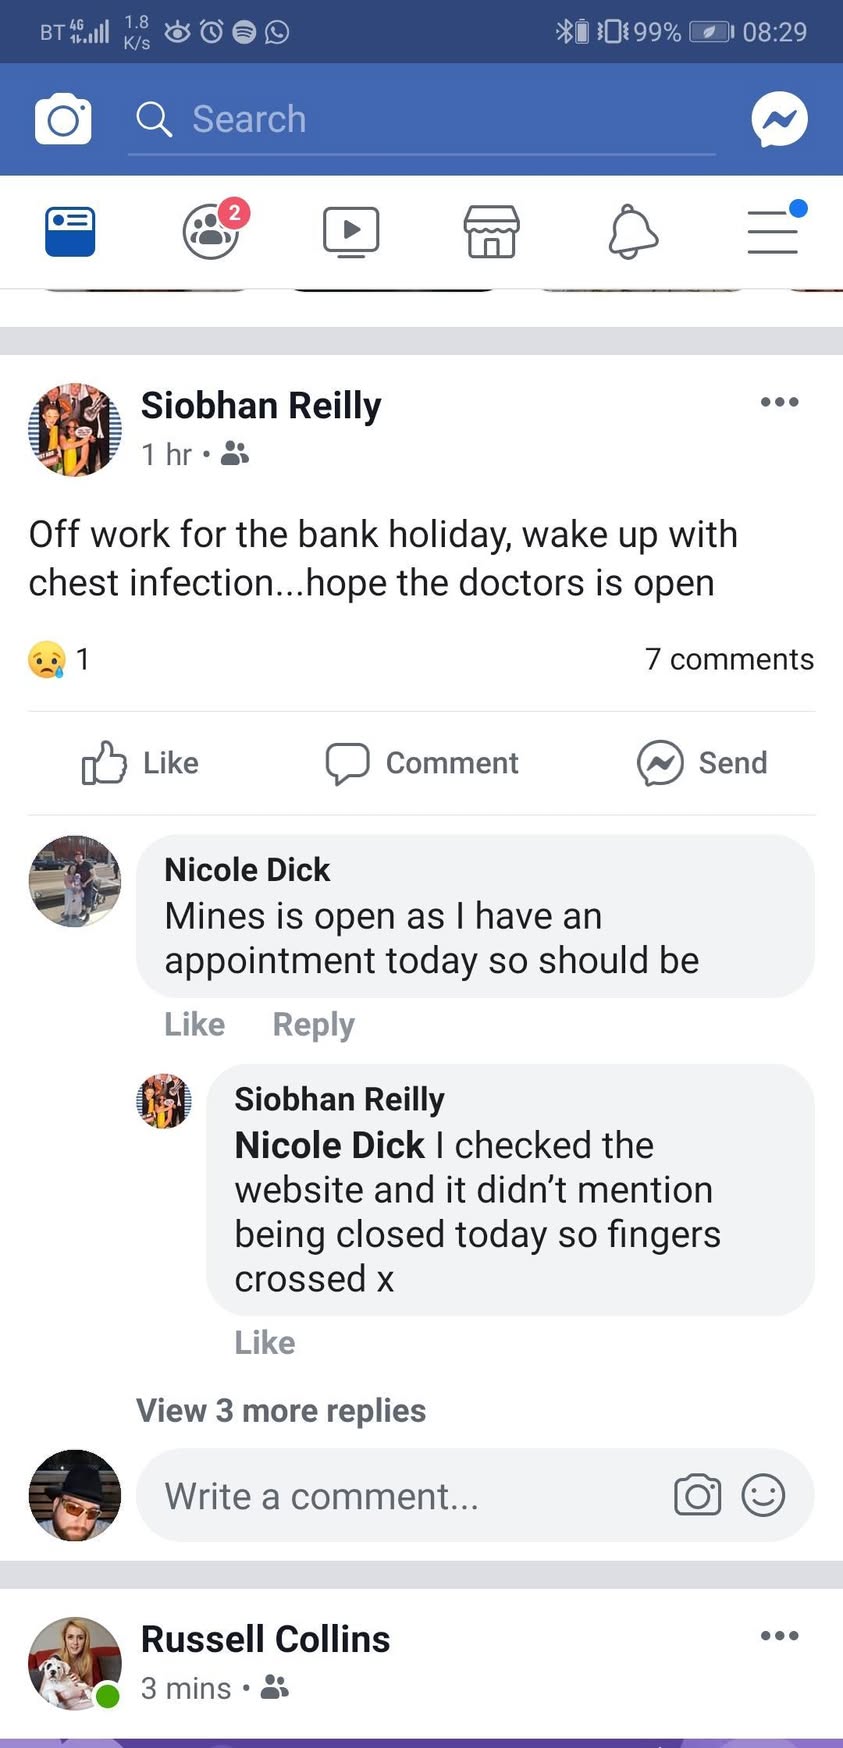 BT 4G 1.8 K/s 99% 08:29
Search
2
Siobhan Reilly
1 hr •
Off work for the bank holiday, wake up with
chest infection...hope the doctors is open
1 7 comments
Like Comment Send
Nicole Dick
Mines is open as I have an
appointment today so should be
Like Reply
Siobhan Reilly
Nicole Dick I checked the
website and it didn't mention
being closed today so fingers
crossed x
Like
View 3 more replies
Write a comment...
Russell Collins
3 mins •